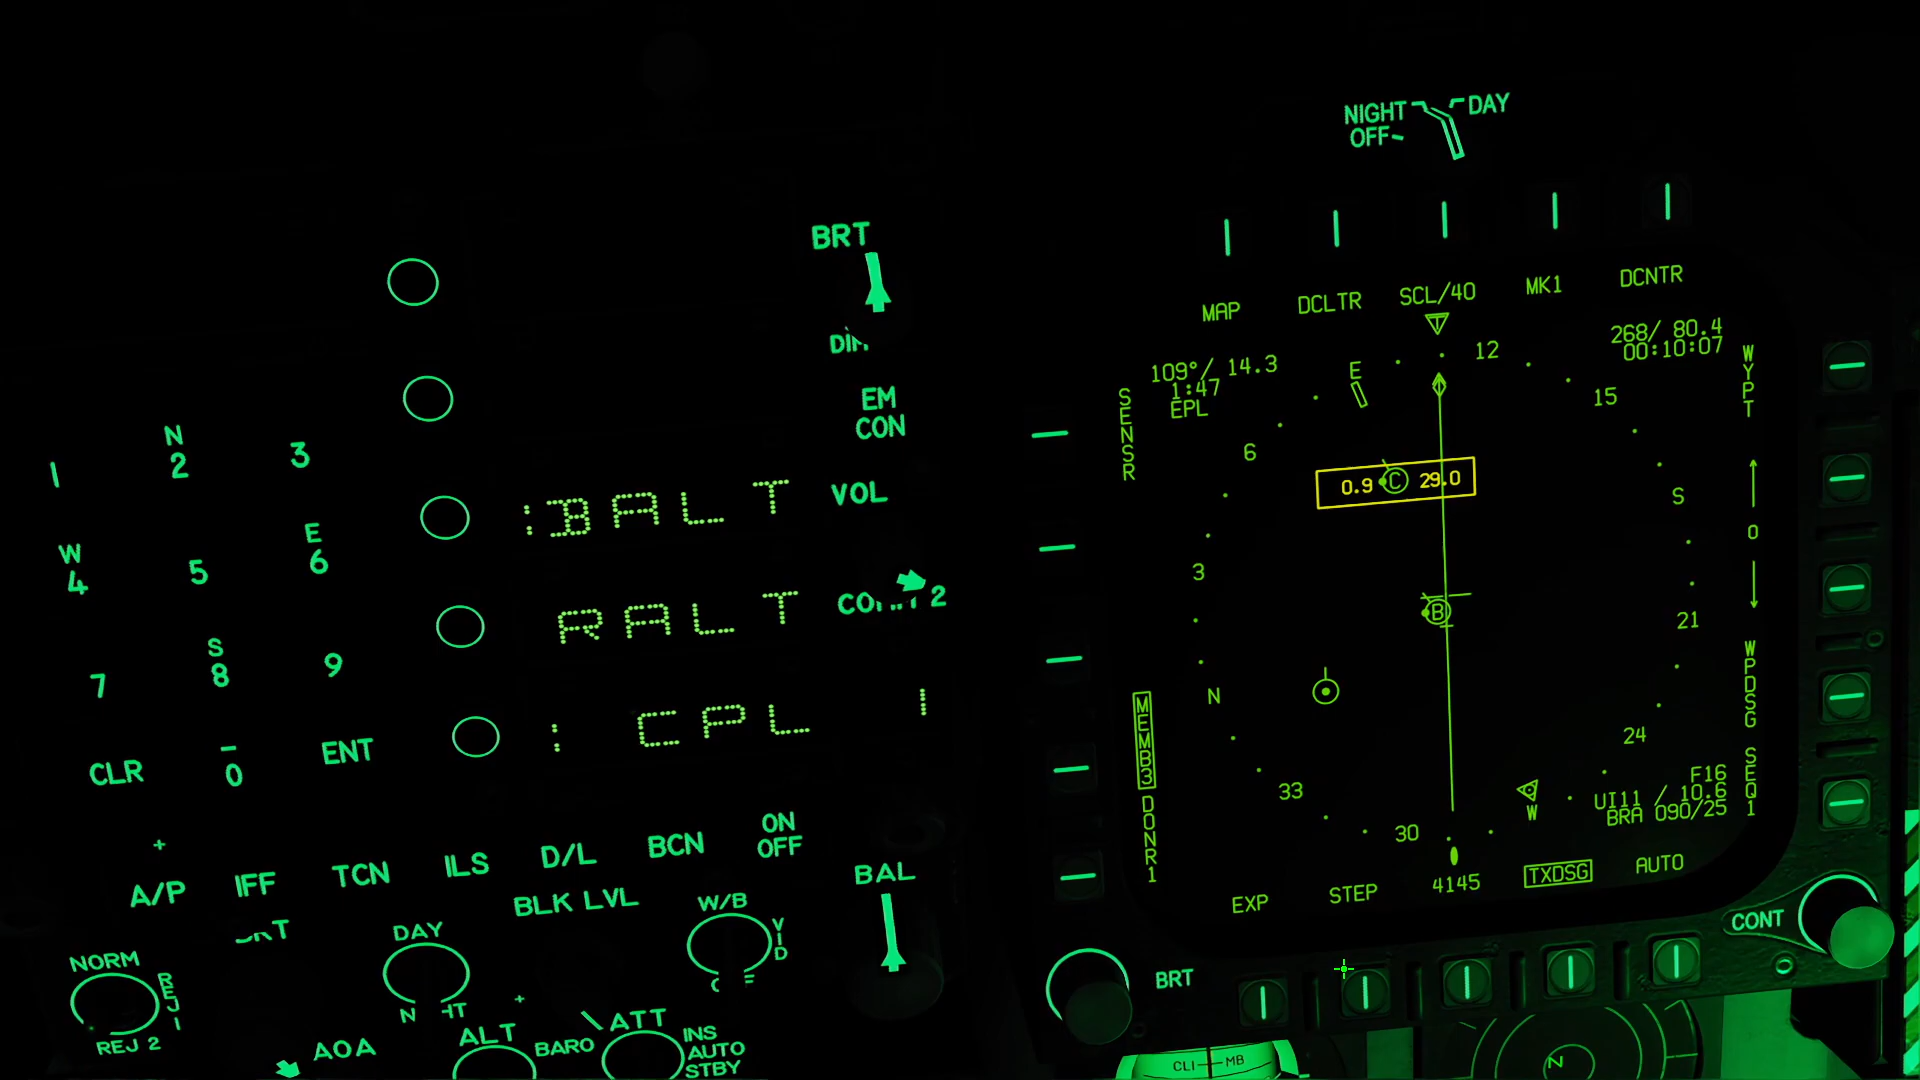 NIGHT DAY
OFF
BRT
DIM
EM
CON
VOL
COMM 2
1
N
2
3
W
4
5
E
6
7
S
8
9
CLR
-
0
ENT
:BALT
RALT
: CPL 1
+
A/P
IFF
TCN
ILS
D/L
BCN
ON
OFF
BLK LVL
W/B
VID
BAL
NORM
REJ 1
REJ 2
DAY
AOA
ALT
BARO
ATT
INS
AUTO
STBY
MAP
DCLTR
SCL/40
MK1
DCNTR
109°/ 14.3
1:47
EPL
268/ 80.4
00:10:07
SENSR
MEMB3
DONR1
WYPT
0
WPDSG
SEQ1
T
E
12
15
S
21
24
W
30
33
N
3
6
0.9 C 29.0
B
F16
UI11 / 10.6
BRA 090/25
EXP
STEP
4145
TXDSG
AUTO
BRT
CONT
CLI MB
N